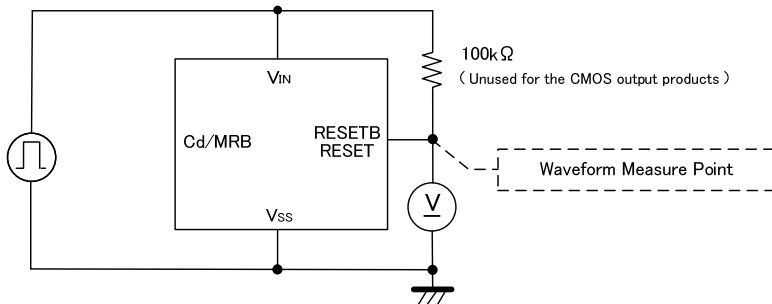 100kΩ
(Unused for the CMOS output products)
VIN
Cd/MRB
RESETB
RESET
Waveform Measure Point
VSS
V